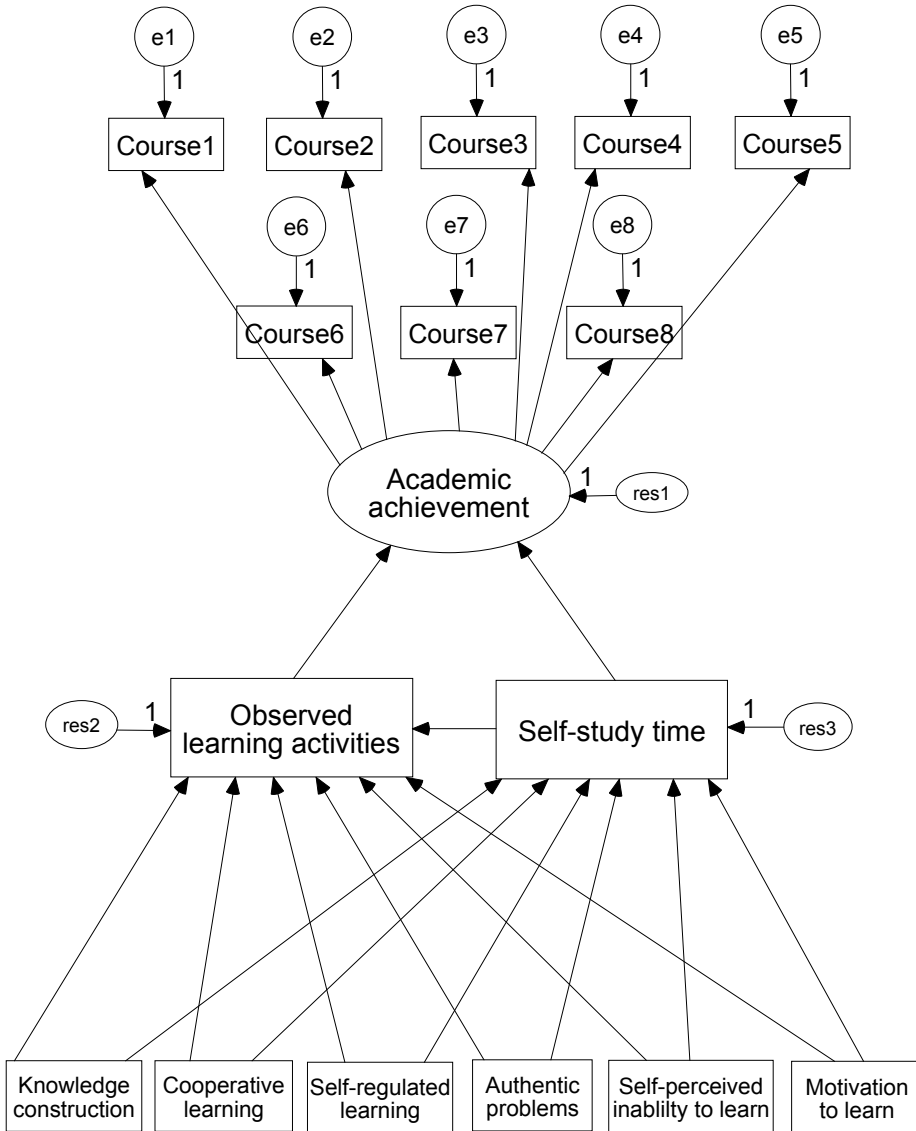 e1
e2
e3
e4
e5
1
1
1
1
1
Course1
Course2
Course3
Course4
Course5
e6
e7
e8
1
1
1
Course6
Course7
Course8
Academic
achievement
1
res1
res2
1
Observed
learning activities
Self-study time
1
res3
Knowledge
construction
Cooperative
learning
Self-regulated
learning
Authentic
problems
Self-perceived
inablilty to learn
Motivation
to learn